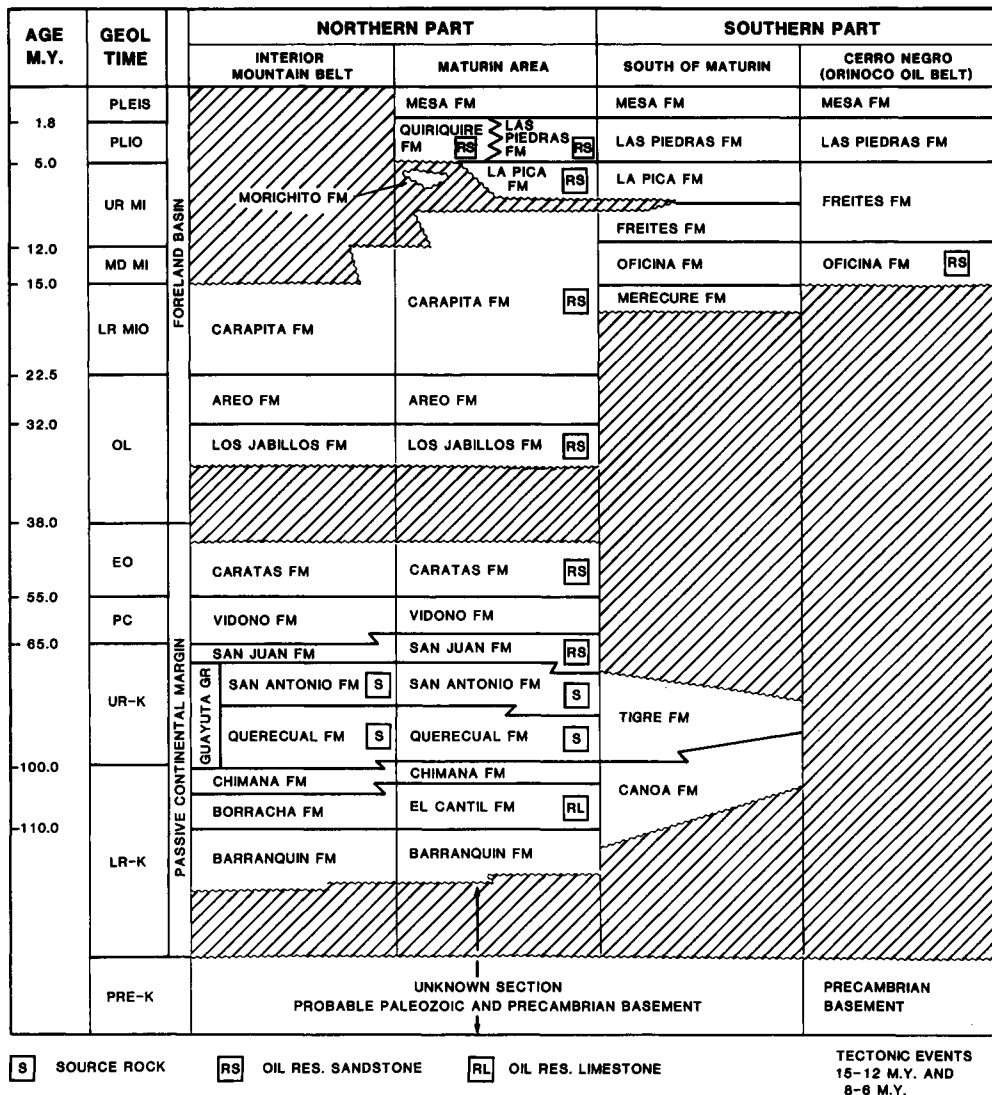 AGE
M.Y.
GEOL
TIME
NORTHERN PART
SOUTHERN PART
INTERIOR
MOUNTAIN BELT
MATURIN AREA
SOUTH OF MATURIN
CERRO NEGRO
(ORINOCO OIL BELT)
PLEIS
MESA FM
MESA FM
MESA FM
1.8
PLIO
QUIRIQUIRE
FM
RS
LAS
PIEDRAS
FM
RS
LAS PIEDRAS FM
LAS PIEDRAS FM
5.0
UR MI
MORICHITO FM
LA PICA
FM
RS
LA PICA FM
FREITES FM
FREITES FM
12.0
MD MI
OFICINA FM
OFICINA FM
RS
15.0
FORELAND BASIN
LR MIO
CARAPITA FM
CARAPITA FM
RS
MERECURE FM
22.5
AREO FM
AREO FM
32.0
OL
LOS JABILLOS FM
LOS JABILLOS FM
RS
38.0
EO
CARATAS FM
CARATAS FM
RS
55.0
PC
VIDONO FM
VIDONO FM
65.0
PASSIVE CONTINENTAL MARGIN
SAN JUAN FM
SAN JUAN FM
RS
UR-K
GUAYUTA GR
SAN ANTONIO FM
S
SAN ANTONIO FM
S
TIGRE FM
QUERECUAL FM
S
QUERECUAL FM
S
100.0
CHIMANA FM
CHIMANA FM
CANOA FM
BORRACHA FM
EL CANTIL FM
RL
110.0
LR-K
BARRANQUIN FM
BARRANQUIN FM
PRE-K
UNKNOWN SECTION
PROBABLE PALEOZOIC AND PRECAMBRIAN BASEMENT
PRECAMBRIAN
BASEMENT
S SOURCE ROCK
RS OIL RES. SANDSTONE
RL OIL RES. LIMESTONE
TECTONIC EVENTS
15-12 M.Y. AND
8-6 M.Y.